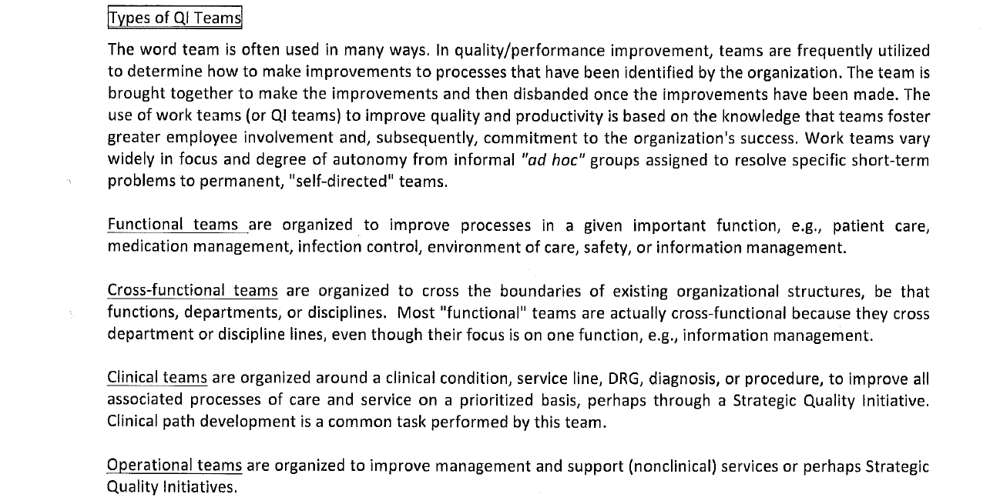 Types of QI Teams
The word team is often used in many ways. In quality/performance improvement, teams are frequently utilized
to determine how to make improvements to processes that have been identified by the organization. The team is
brought together to make the improvements and then disbanded once the improvements have been made. The
use of work teams (or QI teams) to improve quality and productivity is based on the knowledge that teams foster
greater employee involvement and, subsequently, commitment to the organization's success. Work teams vary
widely in focus and degree of autonomy from informal "ad hoc" groups assigned to resolve specific short-term
problems to permanent, "self-directed" teams.
Functional teams are organized to improve processes in a given important function, e.g., patient care,
medication management, infection control, environment of care, safety, or information management.
Cross-functional teams are organized to cross the boundaries of existing organizational structures, be that
functions, departments, or disciplines. Most "functional" teams are actually cross-functional because they cross
department or discipline lines, even though their focus is on one function, e.g., information management.
Clinical teams are organized around a clinical condition, service line, DRG, diagnosis, or procedure, to improve all
associated processes of care and service on a prioritized basis, perhaps through a Strategic Quality Initiative.
Clinical path development is a common task performed by this team.
Operational teams are organized to improve management and support (nonclinical) services or perhaps Strategic
Quality Initiatives.